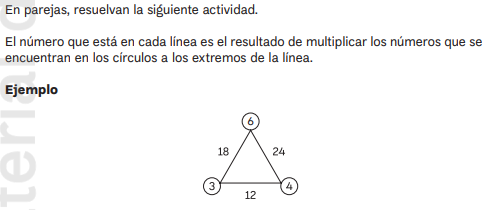 En parejas, resuelvan la siguiente actividad.
El número que está en cada línea es el resultado de multiplicar los números que se
encuentran en los círculos a los extremos de la línea.
Ejemplo
6
18 24
3 4
12